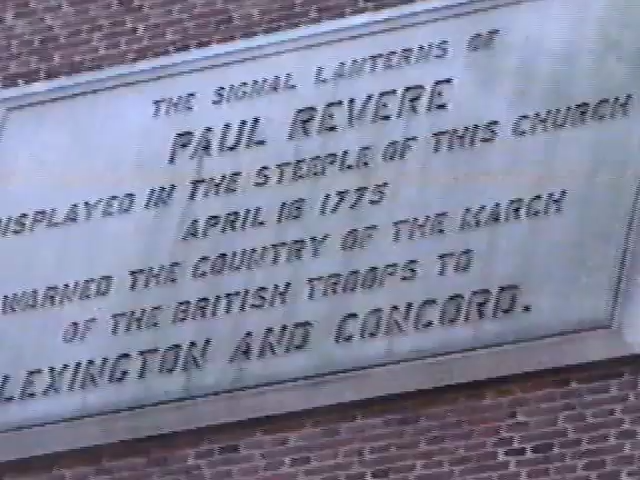 THE SIGNAL LANTERNS OF
PAUL REVERE
DISPLAYED IN THE STEEPLE OF THIS CHURCH
APRIL 18 1775
WARNED THE COUNTRY OF THE MARCH
OF THE BRITISH TROOPS TO
LEXINGTON AND CONCORD.